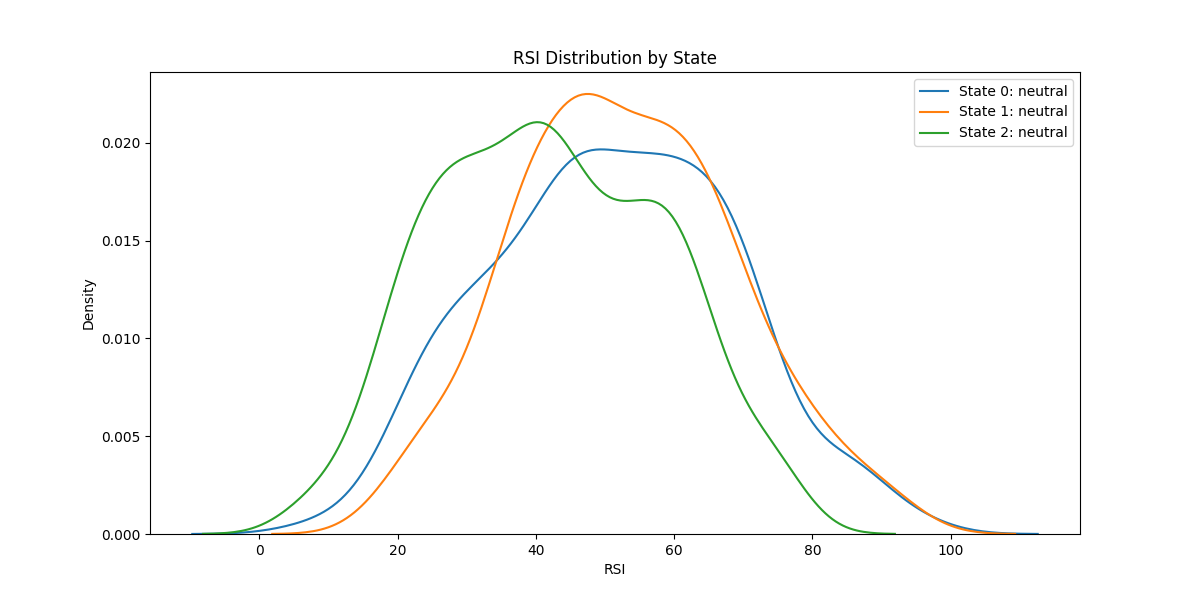 RSI Distribution by State
State 0: neutral
State 1: neutral
State 2: neutral
Density
0.020
0.015
0.010
0.005
0.000
0 20 40 60 80 100
RSI